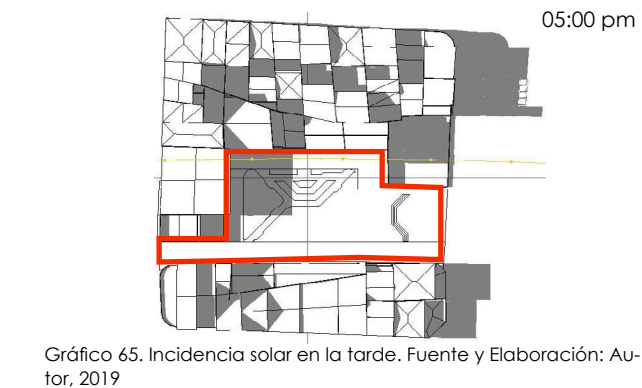 05:00 pm
Gráfico 65. Incidencia solar en la tarde. Fuente y Elaboración: Au-
tor, 2019